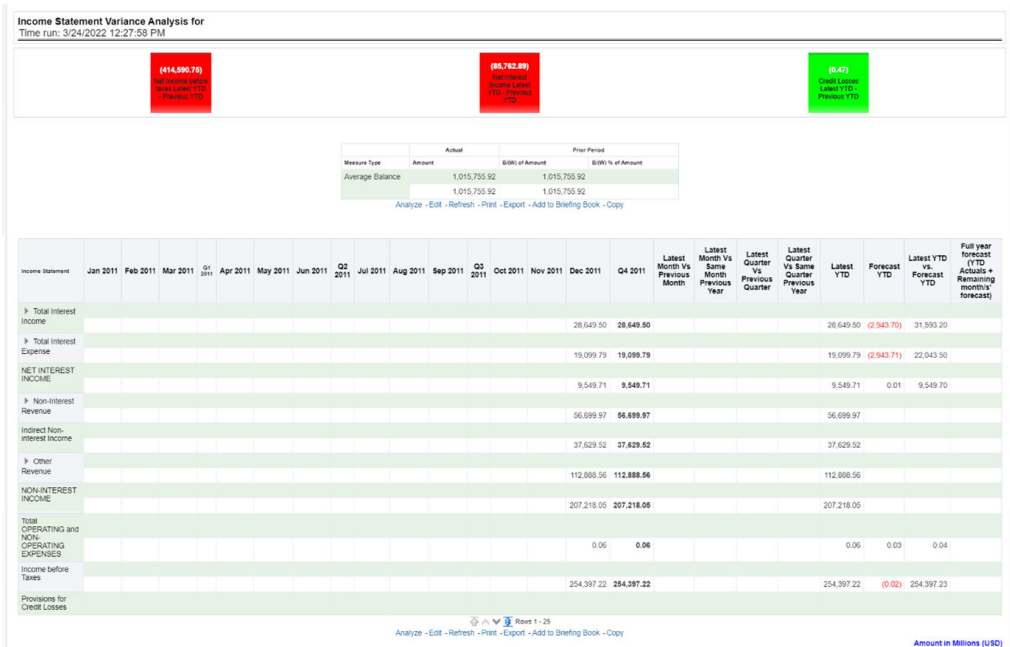 Income Statement Variance Analysis for
Time run: 3/24/2022 12:27:58 PM
(414,590.75)
Net Income before
taxes Latest YTD
- Previous YTD
(85,762.89)
Net Interest
Income Latest
YTD - Previous
YTD
(0.47)
Credit Losses
Latest YTD -
Previous YTD
Actual Prior Period
Measure Type Amount B/(W) of Amount B/(W) % of Amount
Average Balance 1,015,755.92 1,015,755.92
1,015,755.92 1,015,755.92
Analyze - Edit - Refresh - Print - Export - Add to Briefing Book - Copy
Income Statement Jan 2011 Feb 2011 Mar 2011 Q1 2011 Apr 2011 May 2011 Jun 2011 Q2 2011 Jul 2011 Aug 2011 Sep 2011 Q3 2011 Oct 2011 Nov 2011 Dec 2011 Q4 2011 Latest Month Vs Previous Month Latest Month Vs Same Month Previous Year Latest Quarter Vs Previous Quarter Latest Quarter Vs Same Quarter Previous Year Latest YTD Forecast YTD Latest YTD vs. Forecast YTD Full year forecast (YTD Actuals + Remaining month/s' forecast)
Total Interest
Income
28,649.50 28,649.50 28,649.50 (2,943.70) 31,593.20
Total Interest
Expense
19,099.79 19,099.79 19,099.79 (2,943.71) 22,043.50
NET INTEREST
INCOME
9,549.71 9,549.71 9,549.71 0.01 9,549.70
Non-Interest
Revenue
56,699.97 56,699.97 56,699.97
Indirect Non-
interest Income
37,629.52 37,629.52 37,629.52
Other
Revenue
112,888.56 112,888.56 112,888.56
NON-INTEREST
INCOME
207,218.05 207,218.05 207,218.05
Total
OPERATING and
NON-
OPERATING
EXPENSES
0.06 0.06 0.06 0.03 0.04
Income before
Taxes
254,397.22 254,397.22 254,397.22 (0.02) 254,397.23
Provisions for
Credit Losses
Rows 1 - 25
Analyze - Edit - Refresh - Print - Export - Add to Briefing Book - Copy
Amount in Millions (USD)